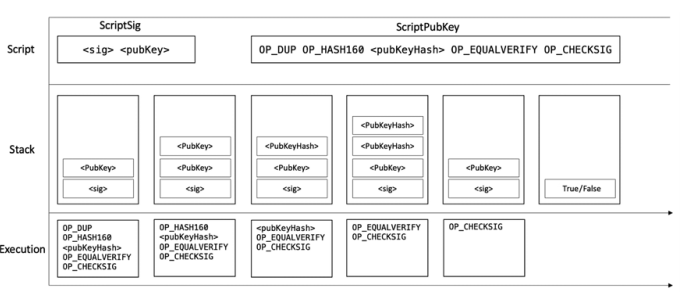 ScriptSig
ScriptPubKey
Script
<sig> <pubKey>
OP_DUP OP_HASH160 <pubKeyHash> OP_EQUALVERIFY OP_CHECKSIG
Stack
<PubKey>
<sig>
<PubKey>
<PubKey>
<sig>
<PubKeyHash>
<PubKey>
<sig>
<PubKeyHash>
<PubKeyHash>
<PubKey>
<sig>
<PubKey>
<sig>
True/False
Execution
OP_DUP
OP_HASH160
<pubKeyHash>
OP_EQUALVERIFY
OP_CHECKSIG
OP_HASH160
<pubKeyHash>
OP_EQUALVERIFY
OP_CHECKSIG
<pubKeyHash>
OP_EQUALVERIFY
OP_CHECKSIG
OP_EQUALVERIFY
OP_CHECKSIG
OP_CHECKSIG